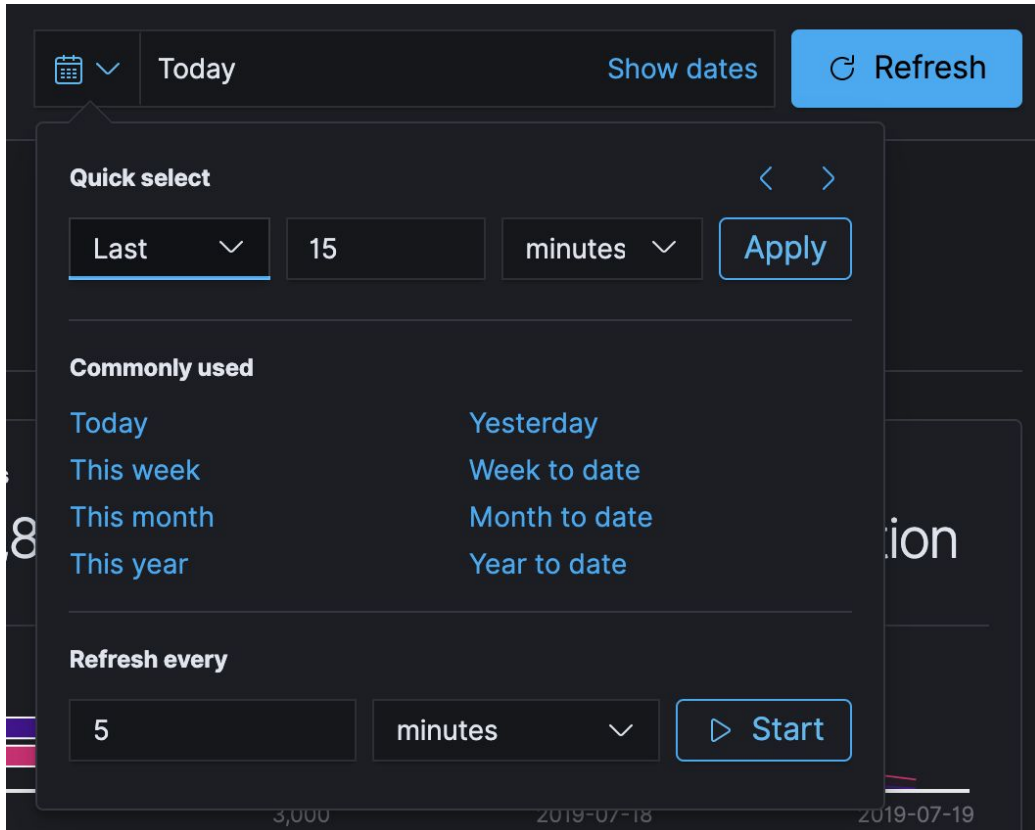 Today Show dates Refresh
Quick select
Last 15 minutes Apply
Commonly used
Today Yesterday
This week Week to date
This month Month to date
This year Year to date
Refresh every
5 minutes Start
3,000 2019-07-18 2019-07-19